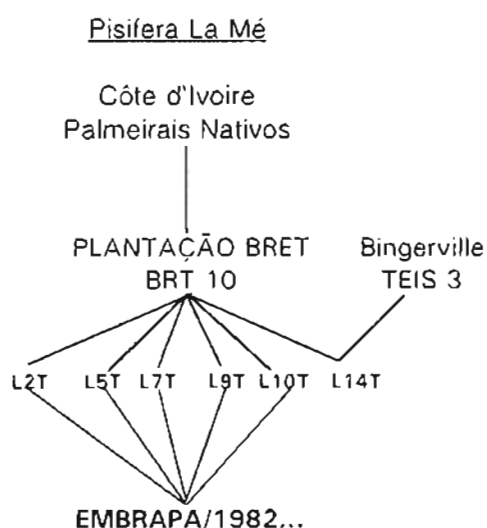 Pisifera La Mé
Côte d'Ivoire
Palmeirais Nativos
PLANTAÇÃO BRET
BRT 10
Bingerville
TEIS 3
L2T L5T L7T L9T L10T L14T
EMBRAPA/1982...